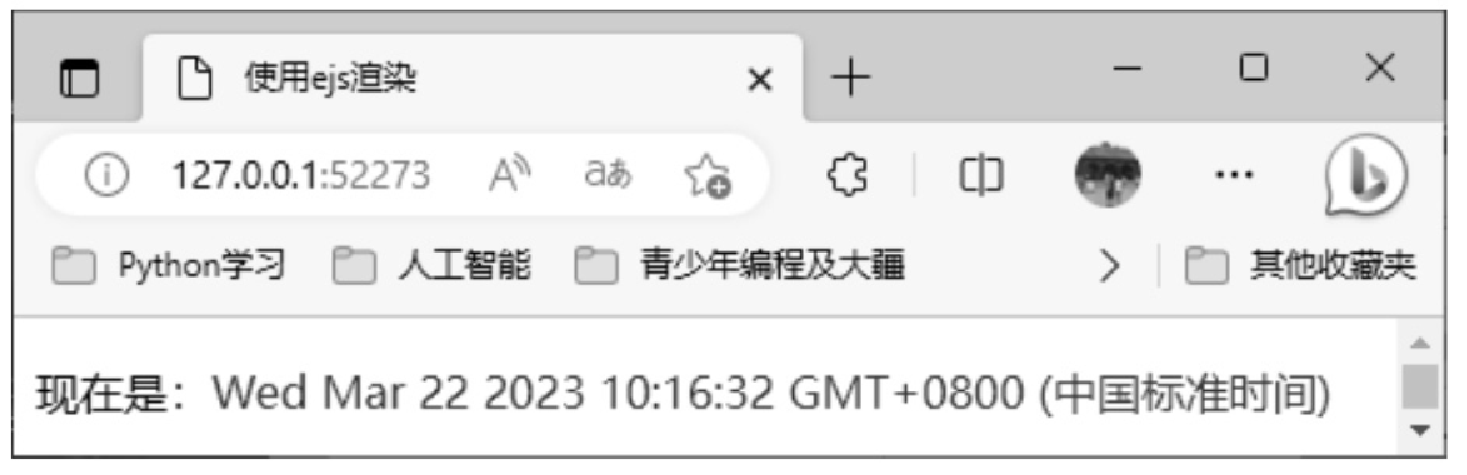 使用ejs渲染
127.0.0.1:52273 A aあ
Python学习 人工智能 青少年编程及大疆 其他收藏夹
现在是：Wed Mar 22 2023 10:16:32 GMT+0800 (中国标准时间)